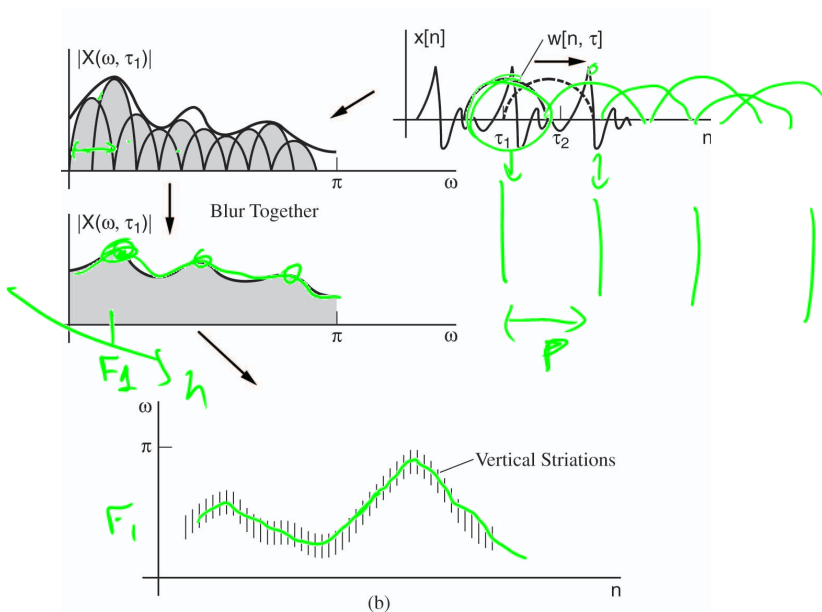 |X(ω, τ₁)|
x[n]
w[n, τ]
τ₁
τ₂
n
π
ω
Blur Together
|X(ω, τ₁)|
π
ω
P
F1
n
ω
π
Vertical Striations
F1
n
(b)